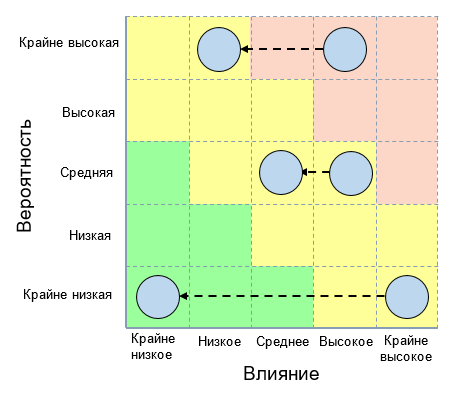 Крайне высокая
Высокая
Средняя
Низкая
Крайне низкая
Вероятность
Крайне
низкое
Низкое
Среднее
Высокое
Крайне
высокое
Влияние